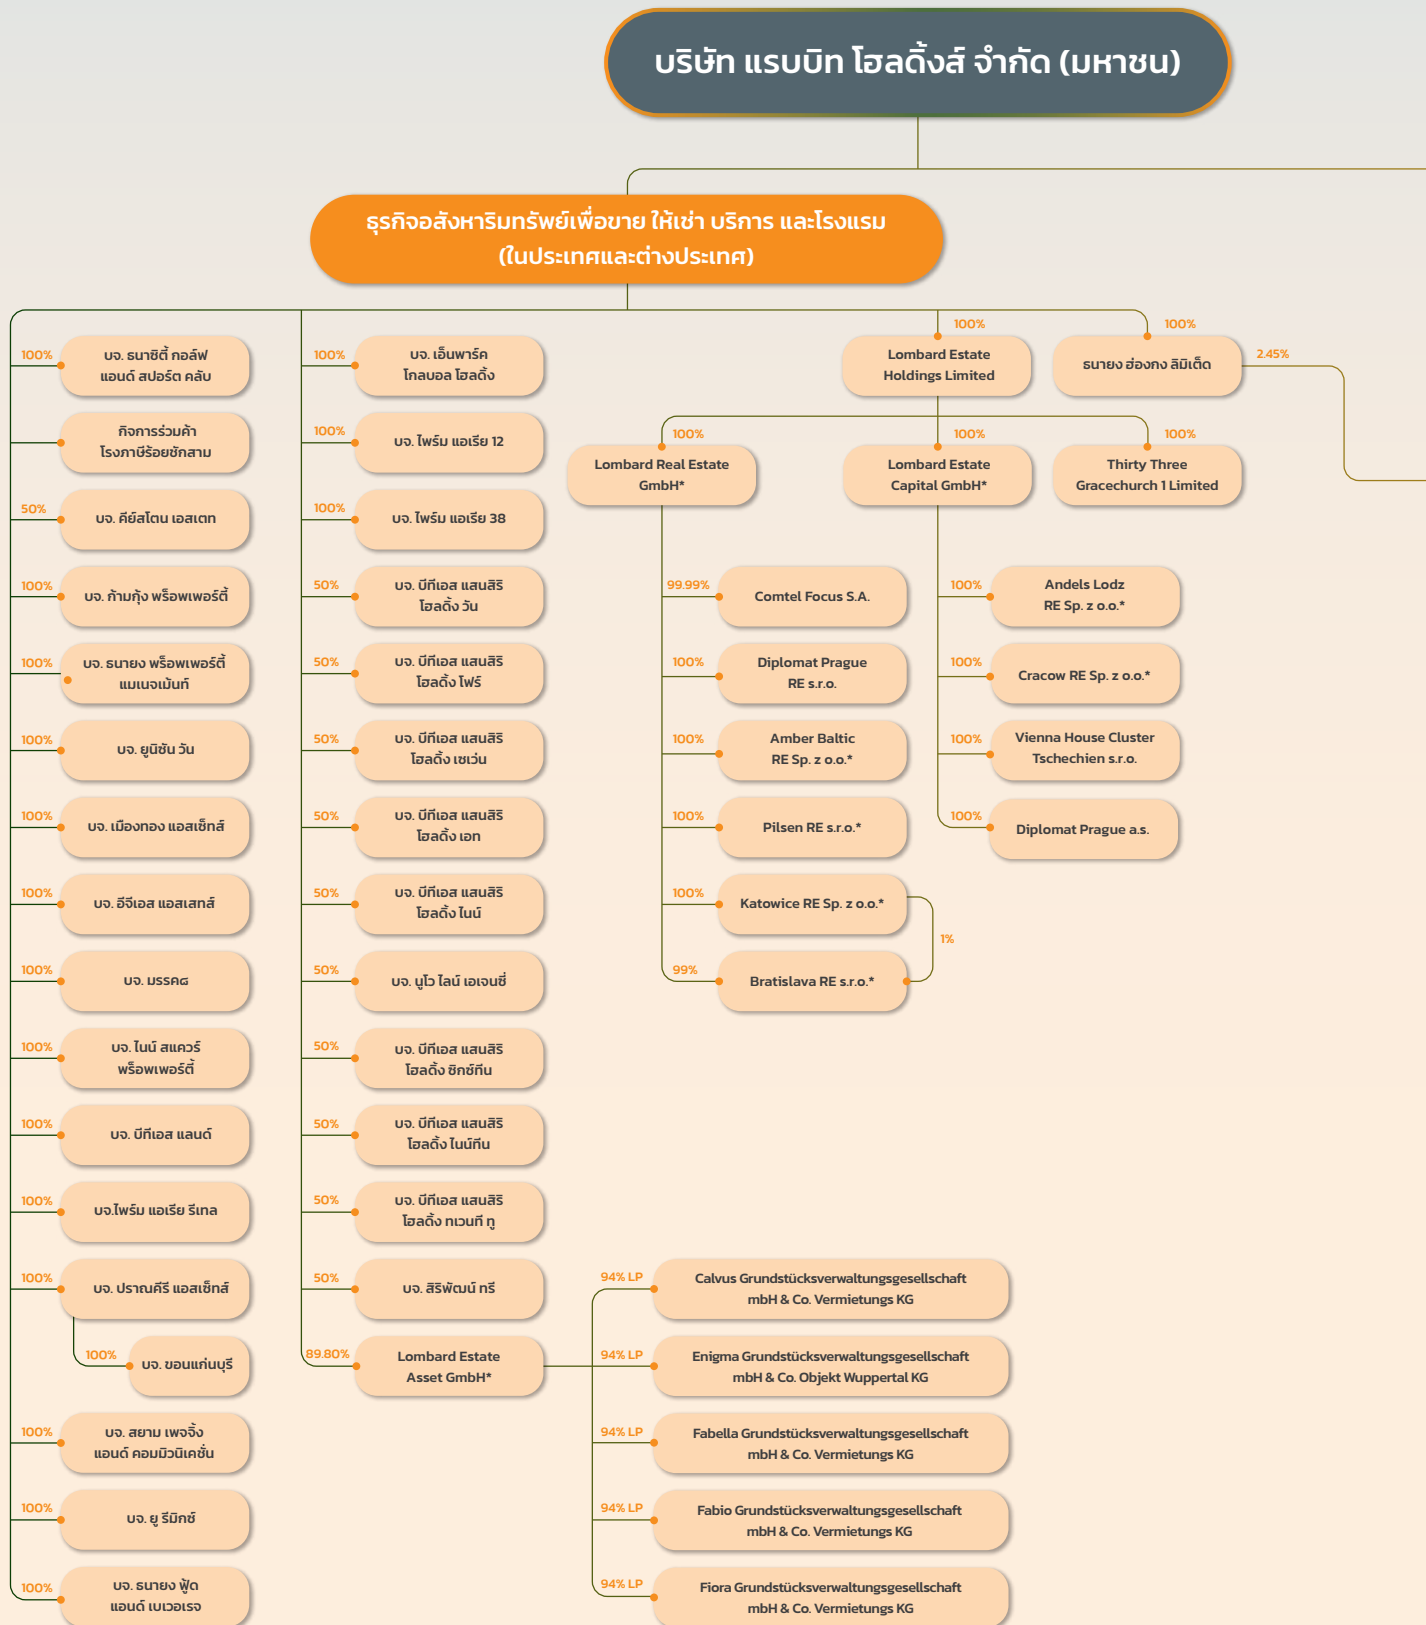 บริษัท แรบบิท โฮลดิ้งส์ จำกัด (มหาชน)
ธุรกิจอสังหาริมทรัพย์เพื่อขาย ให้เช่า บริการ และโรงแรม
(ในประเทศและต่างประเทศ)
100%
บจ. ธนาซิตี้ กอล์ฟ
แอนด์ สปอร์ต คลับ
กิจการร่วมค้า
โรงภาษีร้อยชักสาม
50%
บจ. คีย์สโตน เอสเตท
100%
บจ. ก้ามกุ้ง พร็อพเพอร์ตี้
100%
บจ. ธนายง พร็อพเพอร์ตี้
แมเนจเม้นท์
100%
บจ. ยูนิซัน วัน
100%
บจ. เมืองทอง แอสเซ็ทส์
100%
บจ. อีจีเอส แอสเสทส์
100%
บจ. มรรค๘
100%
บจ. ไนน์ สแควร์
พร็อพเพอร์ตี้
100%
บจ. บีทีเอส แลนด์
100%
บจ.ไพร์ม แอเรีย รีเทล
100%
บจ. ปราณคีรี แอสเซ็ทส์
100%
บจ. ขอนแก่นบุรี
100%
บจ. สยาม เพจจิ้ง
แอนด์ คอมมิวนิเคชั่น
100%
บจ. ยู รีมิกซ์
100%
บจ. ธนายง ฟู้ด
แอนด์ เบเวอเรจ
100%
บจ. เอ็นพาร์ค
โกลบอล โฮลดิ้ง
100%
บจ. ไพร์ม แอเรีย 12
100%
บจ. ไพร์ม แอเรีย 38
50%
บจ. บีทีเอส แสนสิริ
โฮลดิ้ง วัน
50%
บจ. บีทีเอส แสนสิริ
โฮลดิ้ง โฟร์
50%
บจ. บีทีเอส แสนสิริ
โฮลดิ้ง เซเว่น
50%
บจ. บีทีเอส แสนสิริ
โฮลดิ้ง เอท
50%
บจ. บีทีเอส แสนสิริ
โฮลดิ้ง ไนน์
50%
บจ. นูโว ไลน์ เอเจนซี่
50%
บจ. บีทีเอส แสนสิริ
โฮลดิ้ง ซิกซ์ทีน
50%
บจ. บีทีเอส แสนสิริ
โฮลดิ้ง ไนน์ทีน
50%
บจ. บีทีเอส แสนสิริ
โฮลดิ้ง ทเวนที ทู
50%
บจ. สิริพัฒน์ ทรี
89.80%
Lombard Estate
Asset GmbH*
94% LP
Calvus Grundstücksverwaltungsgesellschaft
mbH & Co. Vermietungs KG
94% LP
Enigma Grundstücksverwaltungsgesellschaft
mbH & Co. Objekt Wuppertal KG
94% LP
Fabella Grundstücksverwaltungsgesellschaft
mbH & Co. Vermietungs KG
94% LP
Fabio Grundstücksverwaltungsgesellschaft
mbH & Co. Vermietungs KG
94% LP
Fiora Grundstücksverwaltungsgesellschaft
mbH & Co. Vermietungs KG
100%
Lombard Estate
Holdings Limited
100%
ธนายง ฮ่องกง ลิมิเต็ด
2.45%
100%
Lombard Real Estate
GmbH*
100%
Lombard Estate
Capital GmbH*
100%
Thirty Three
Gracechurch 1 Limited
99.99%
Comtel Focus S.A.
100%
Diplomat Prague
RE s.r.o.
100%
Amber Baltic
RE Sp. z o.o.*
100%
Pilsen RE s.r.o.*
100%
Katowice RE Sp. z o.o.*
1%
99%
Bratislava RE s.r.o.*
100%
Andels Lodz
RE Sp. z o.o.*
100%
Cracow RE Sp. z o.o.*
100%
Vienna House Cluster
Tschechien s.r.o.
100%
Diplomat Prague a.s.